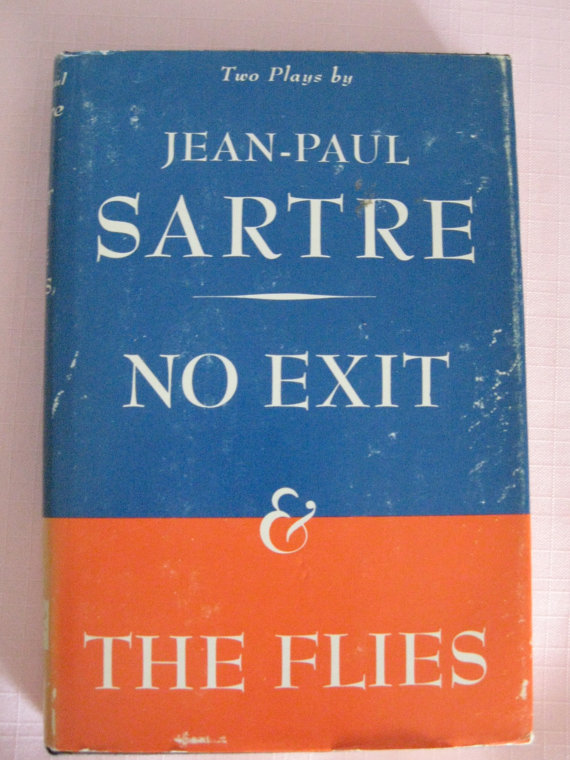 Two Plays by
JEAN-PAUL
SARTRE
NO EXIT
&
THE FLIES